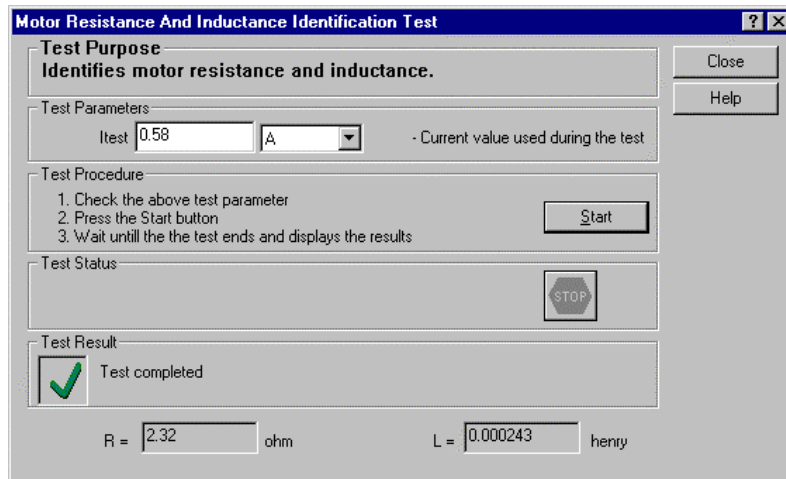 Motor Resistance And Inductance Identification Test
? ×
Test Purpose
Identifies motor resistance and inductance.
Close
Help
Test Parameters
Itest 0.58 A - Current value used during the test
Test Procedure
1. Check the above test parameter
2. Press the Start button
3. Wait untill the the test ends and displays the results
Start
Test Status
STOP
Test Result
Test completed
R = 2.32 ohm L = 0.000243 henry